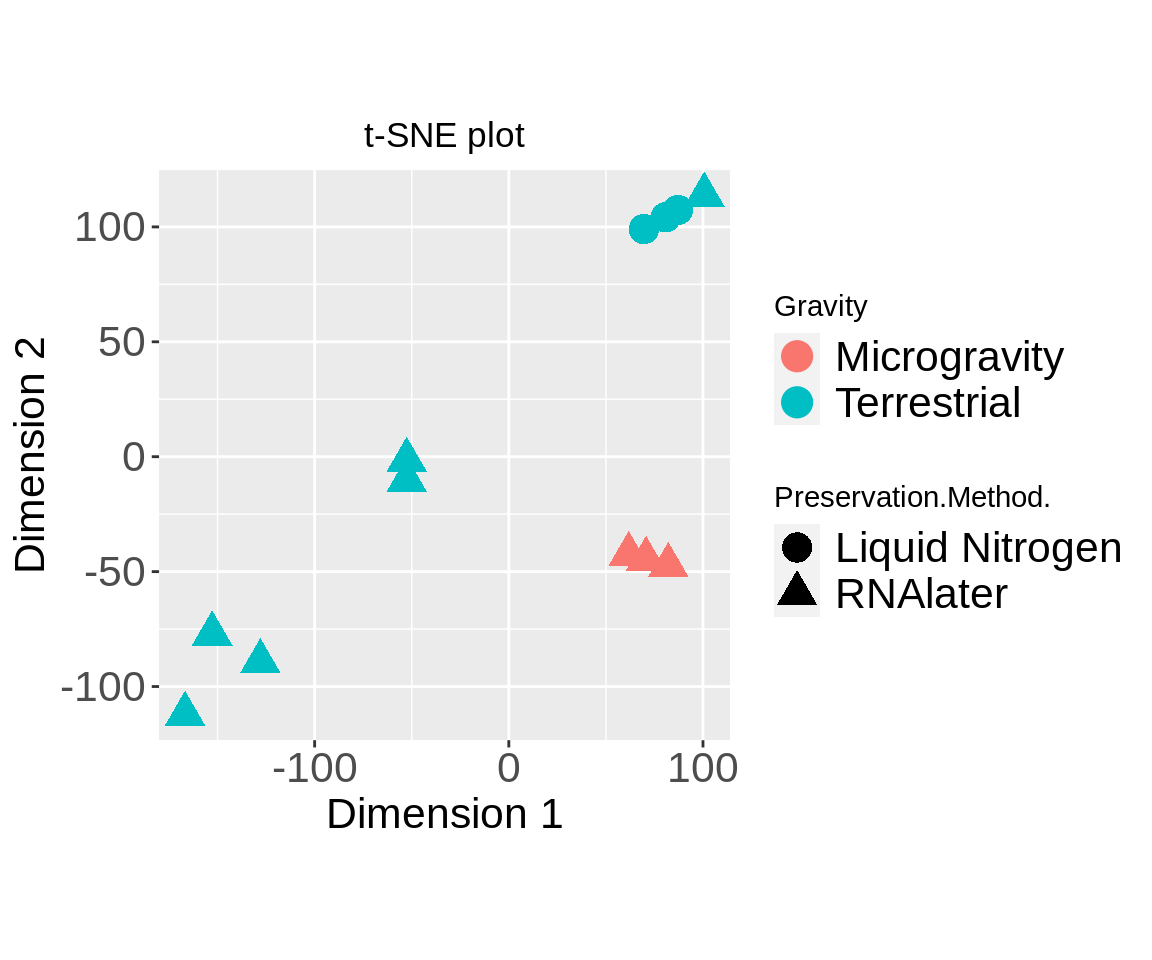 t-SNE plot
100
50
0
-50
-100
Dimension 2
-100 0 100
Dimension 1
Gravity
Microgravity
Terrestrial
Preservation.Method.
Liquid Nitrogen
RNAlater